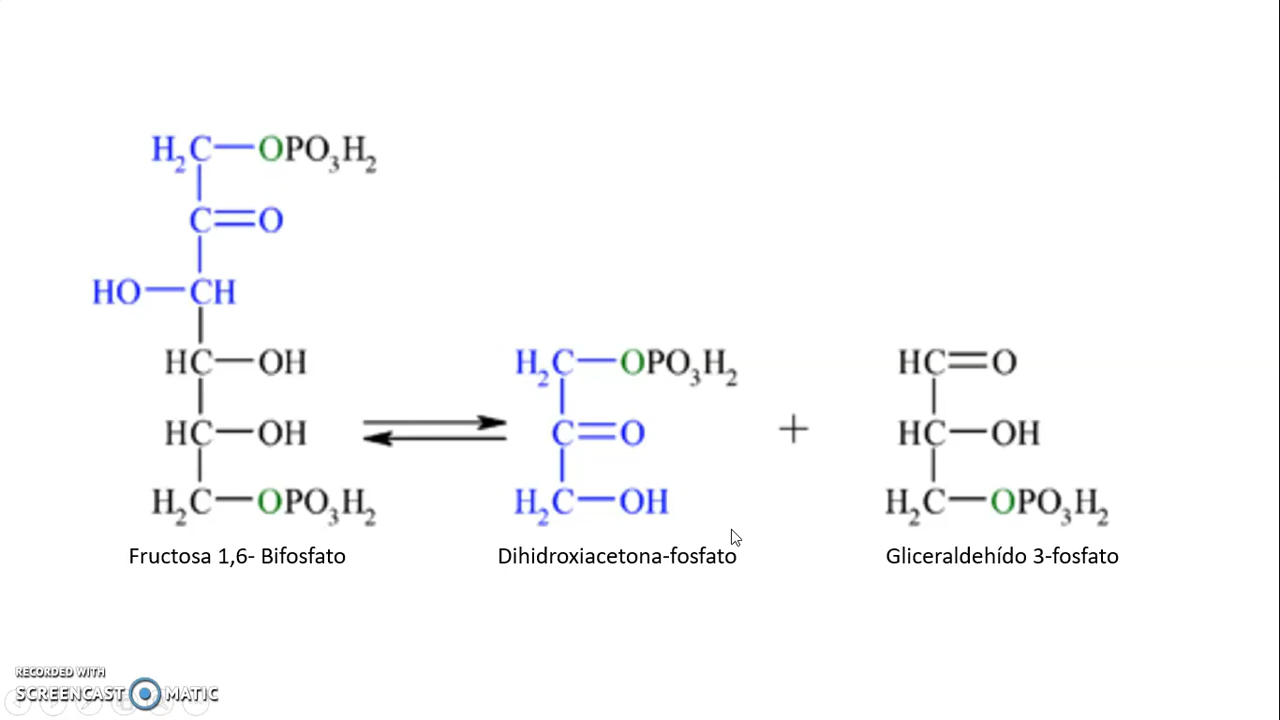 H₂C—OPO₃H₂
C=O
HO—CH
HC—OH
HC—OH
H₂C—OPO₃H₂
Fructosa 1,6- Bifosfato
H₂C—OPO₃H₂
C=O
H₂C—OH
Dihidroxiacetona-fosfato
+
HC=O
HC—OH
H₂C—OPO₃H₂
Gliceraldehído 3-fosfato
RECORDED WITH
SCREENCAST MATIC